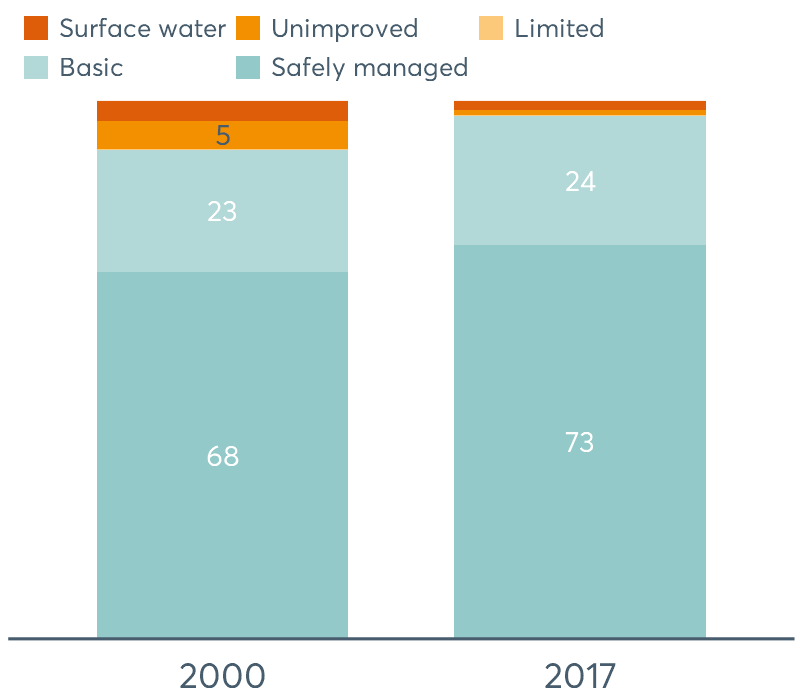 Surface water Unimproved Limited
Basic Safely managed
5
23 24
68 73
2000 2017